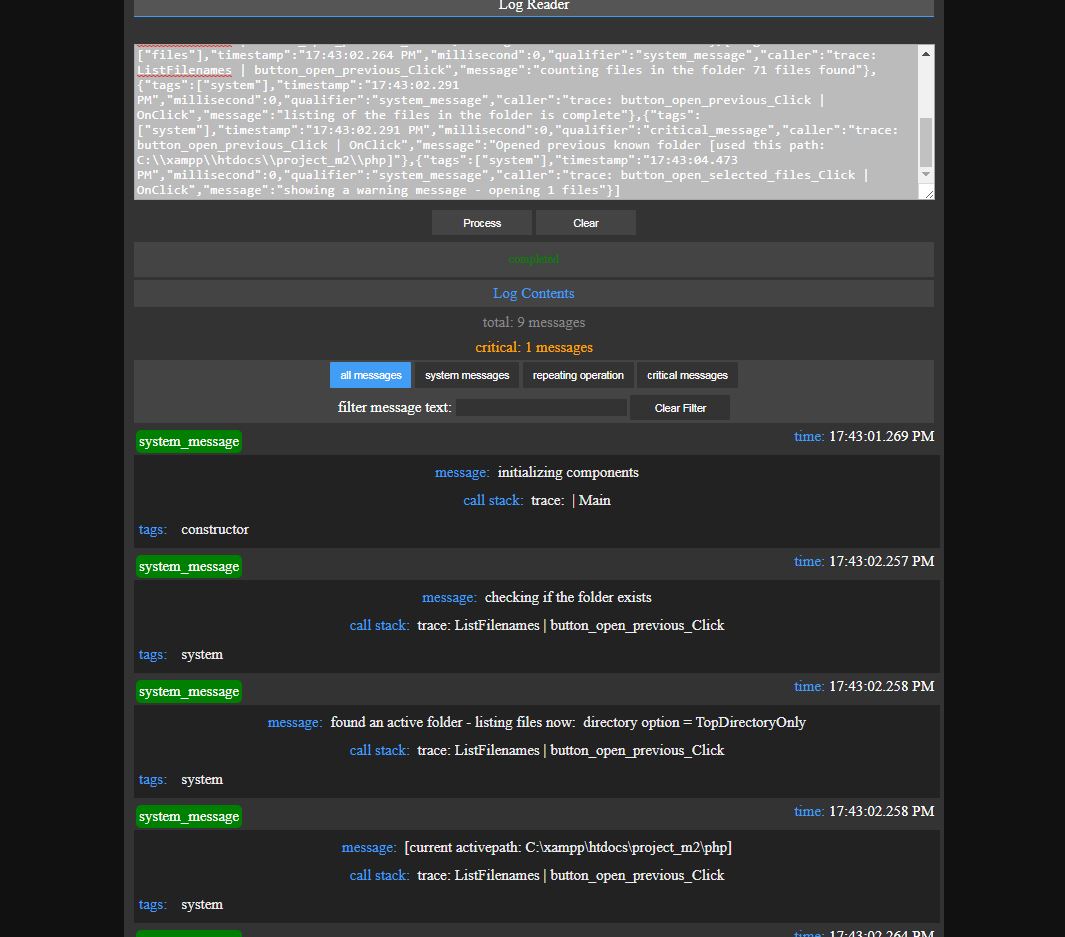 Log Reader
["files"],"timestamp":"17:43:02.264 PM","millisecond":0,"qualifier":"system_message","caller":"trace:
ListFilenames | button_open_previous_Click","message":"counting files in the folder 71 files found"},
{"tags":["system"],"timestamp":"17:43:02.291
PM","millisecond":0,"qualifier":"system_message","caller":"trace: button_open_previous_Click |
OnClick","message":"listing of the files in the folder is complete"},{"tags":
["system"],"timestamp":"17:43:02.291 PM","millisecond":0,"qualifier":"critical_message","caller":"trace:
button_open_previous_Click | OnClick","message":"Opened previous known folder [used this path:
C:\\xampp\\htdocs\\project_m2\\php]"},{"tags":["system"],"timestamp":"17:43:04.473
PM","millisecond":0,"qualifier":"system_message","caller":"trace: button_open_selected_files_Click |
OnClick","message":"showing a warning message - opening 1 files"}]
Process Clear
completed
Log Contents
total: 9 messages
critical: 1 messages
all messages system messages repeating operation critical messages
filter message text: Clear Filter
system_message time: 17:43:01.269 PM
message: initializing components
call stack: trace: | Main
tags: constructor
system_message time: 17:43:02.257 PM
message: checking if the folder exists
call stack: trace: ListFilenames | button_open_previous_Click
tags: system
system_message time: 17:43:02.258 PM
message: found an active folder - listing files now: directory option = TopDirectoryOnly
call stack: trace: ListFilenames | button_open_previous_Click
tags: system
system_message time: 17:43:02.258 PM
message: [current activepath: C:\xampp\htdocs\project_m2\php]
call stack: trace: ListFilenames | button_open_previous_Click
tags: system
time: 17:43:02.264 PM